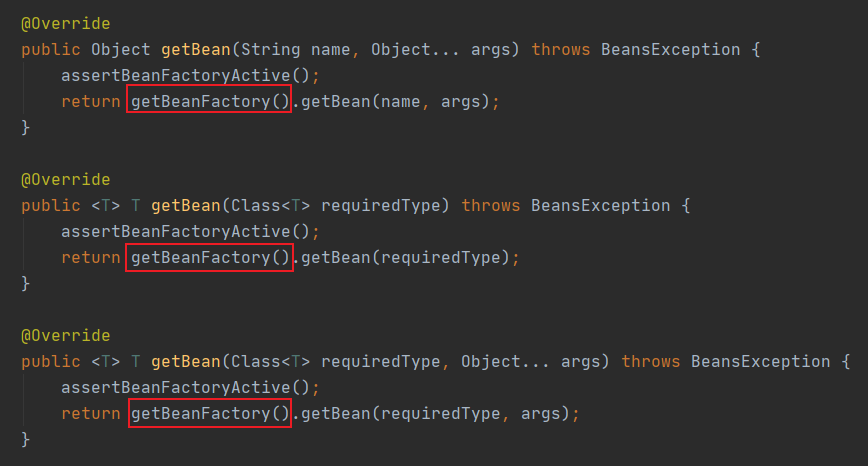 @Override
public Object getBean(String name, Object... args) throws BeansException {
    assertBeanFactoryActive();
    return getBeanFactory().getBean(name, args);
}
@Override
public <T> T getBean(Class<T> requiredType) throws BeansException {
    assertBeanFactoryActive();
    return getBeanFactory().getBean(requiredType);
}
@Override
public <T> T getBean(Class<T> requiredType, Object... args) throws BeansException {
    assertBeanFactoryActive();
    return getBeanFactory().getBean(requiredType, args);
}